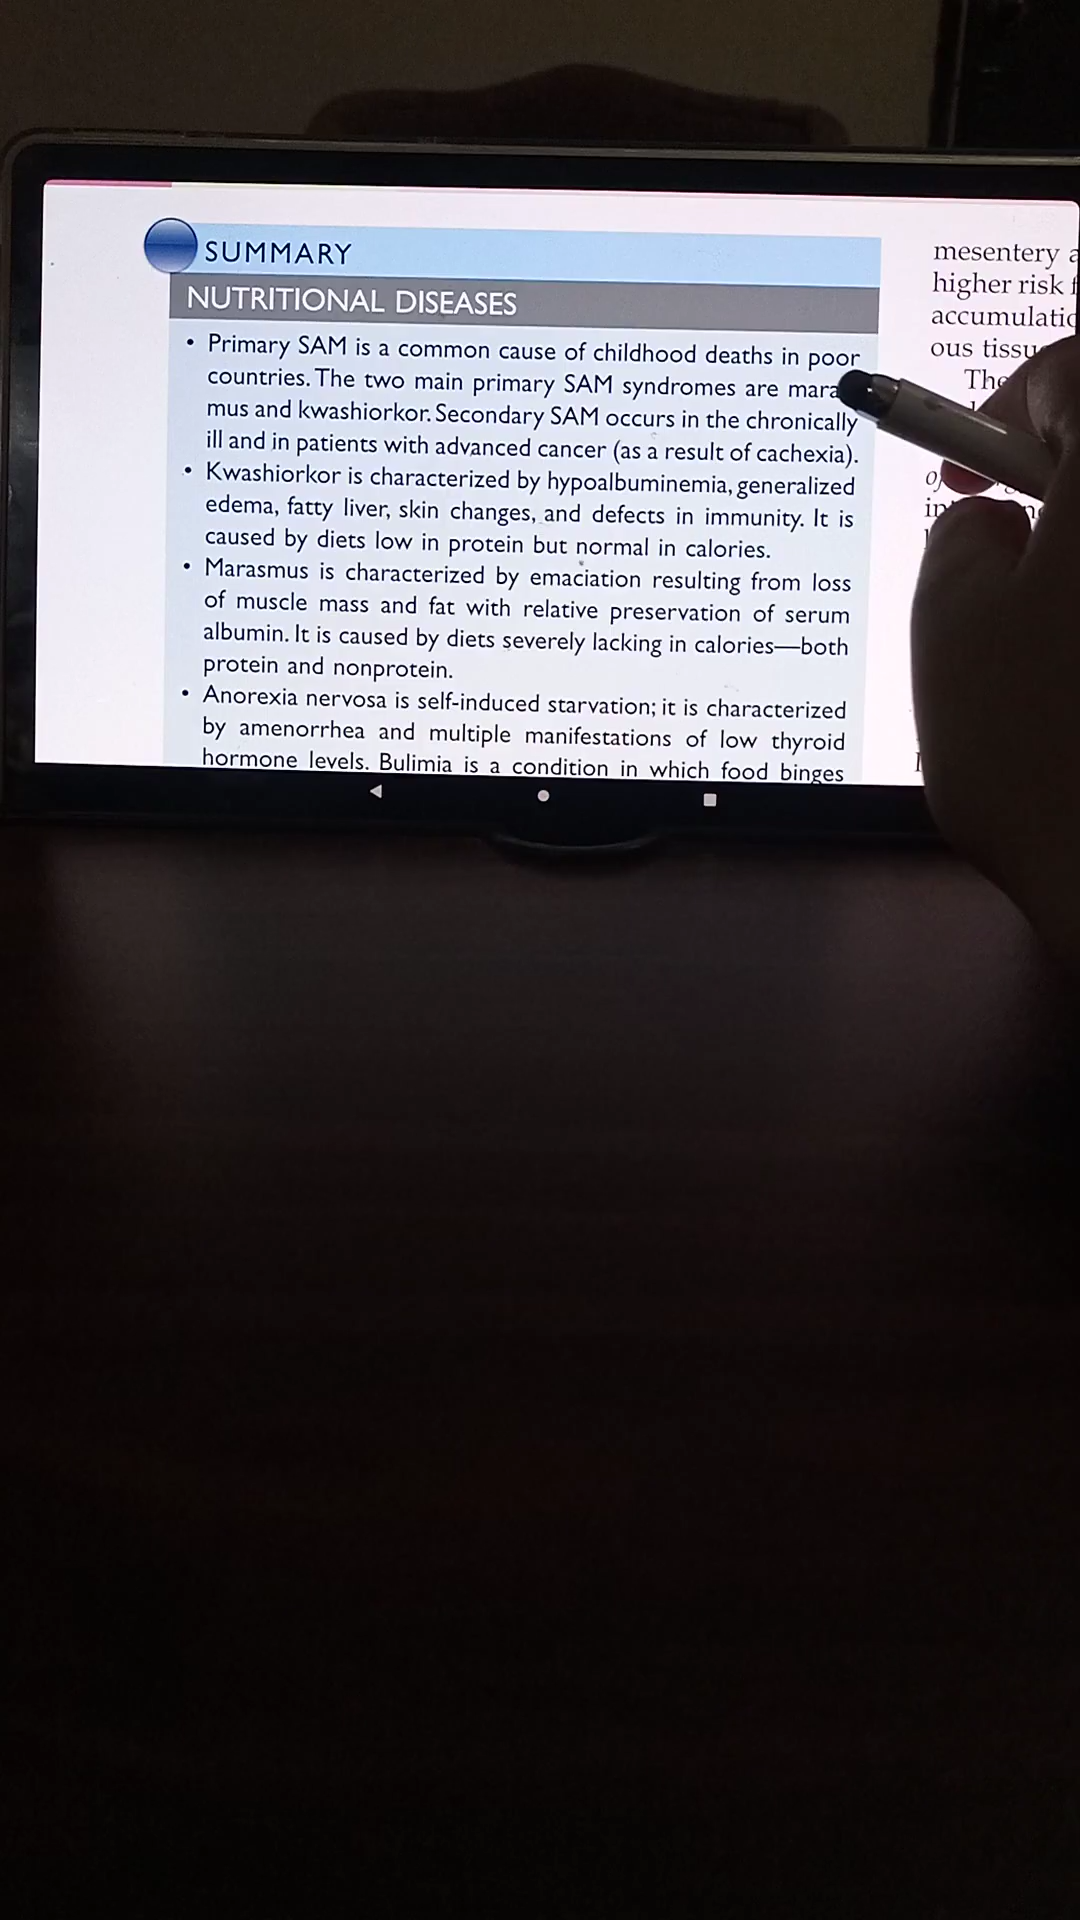 SUMMARY
NUTRITIONAL DISEASES
• Primary SAM is a common cause of childhood deaths in poor
countries. The two main primary SAM syndromes are mara
mus and kwashiorkor. Secondary SAM occurs in the chronically
ill and in patients with advanced cancer (as a result of cachexia).
• Kwashiorkor is characterized by hypoalbuminemia, generalized
edema, fatty liver, skin changes, and defects in immunity. It is
caused by diets low in protein but normal in calories.
• Marasmus is characterized by emaciation resulting from loss
of muscle mass and fat with relative preservation of serum
albumin. It is caused by diets severely lacking in calories—both
protein and nonprotein.
• Anorexia nervosa is self-induced starvation; it is characterized
by amenorrhea and multiple manifestations of low thyroid
hormone levels. Bulimia is a condition in which food binges
mesentery
higher risk
accumulatio
ous tissu
The